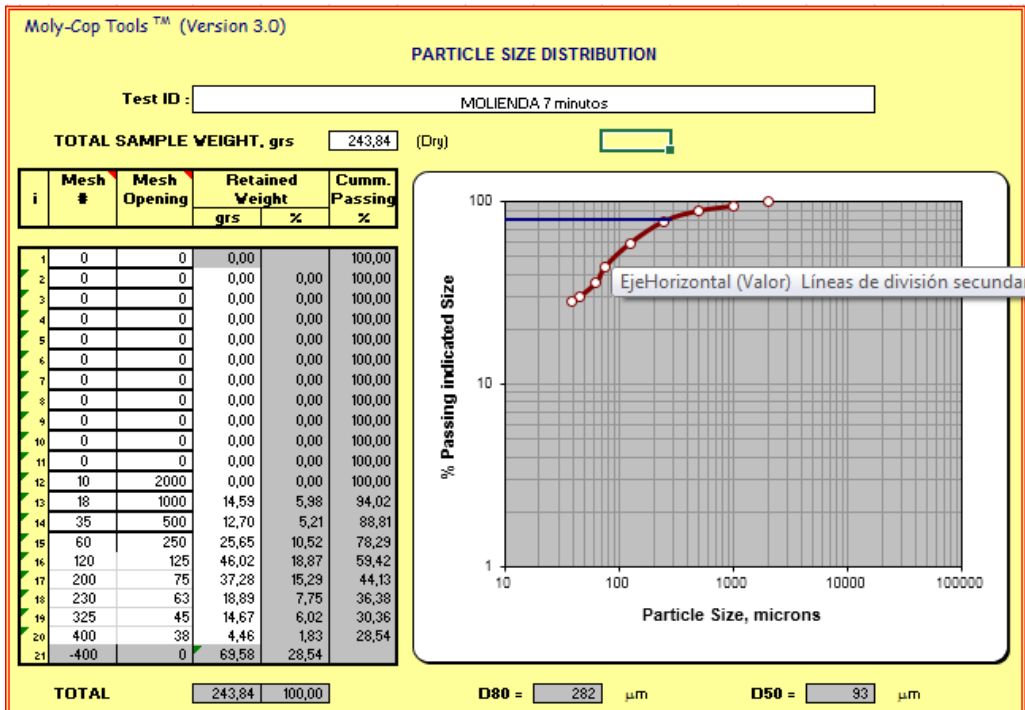 Moly-Cop Tools ™ (Version 3.0)
PARTICLE SIZE DISTRIBUTION
Test ID : MOLIENDA 7 minutos
TOTAL SAMPLE WEIGHT, grs 243,84 (Dry)
i Mesh # Mesh Opening Retained Weight Cumm. Passing
grs % %
1 0 0 0,00 100,00
2 0 0 0,00 0,00 100,00
3 0 0 0,00 0,00 100,00
4 0 0 0,00 0,00 100,00
5 0 0 0,00 0,00 100,00
6 0 0 0,00 0,00 100,00
7 0 0 0,00 0,00 100,00
8 0 0 0,00 0,00 100,00
9 0 0 0,00 0,00 100,00
10 0 0 0,00 0,00 100,00
11 0 0 0,00 0,00 100,00
12 10 2000 0,00 0,00 100,00
13 18 1000 14,59 5,98 94,02
14 35 500 12,70 5,21 88,81
15 60 250 25,65 10,52 78,29
16 120 125 46,02 18,87 59,42
17 200 75 37,28 15,29 44,13
18 230 63 18,89 7,75 36,38
19 325 45 14,67 6,02 30,36
20 400 38 4,46 1,83 28,54
21 -400 0 69,58 28,54
TOTAL 243,84 100,00
% Passing indicated Size
100
10
1
EjeHorizontal (Valor) Líneas de división secundar
10 100 1000 10000 100000
Particle Size, microns
D80 = 282 μm D50 = 93 μm